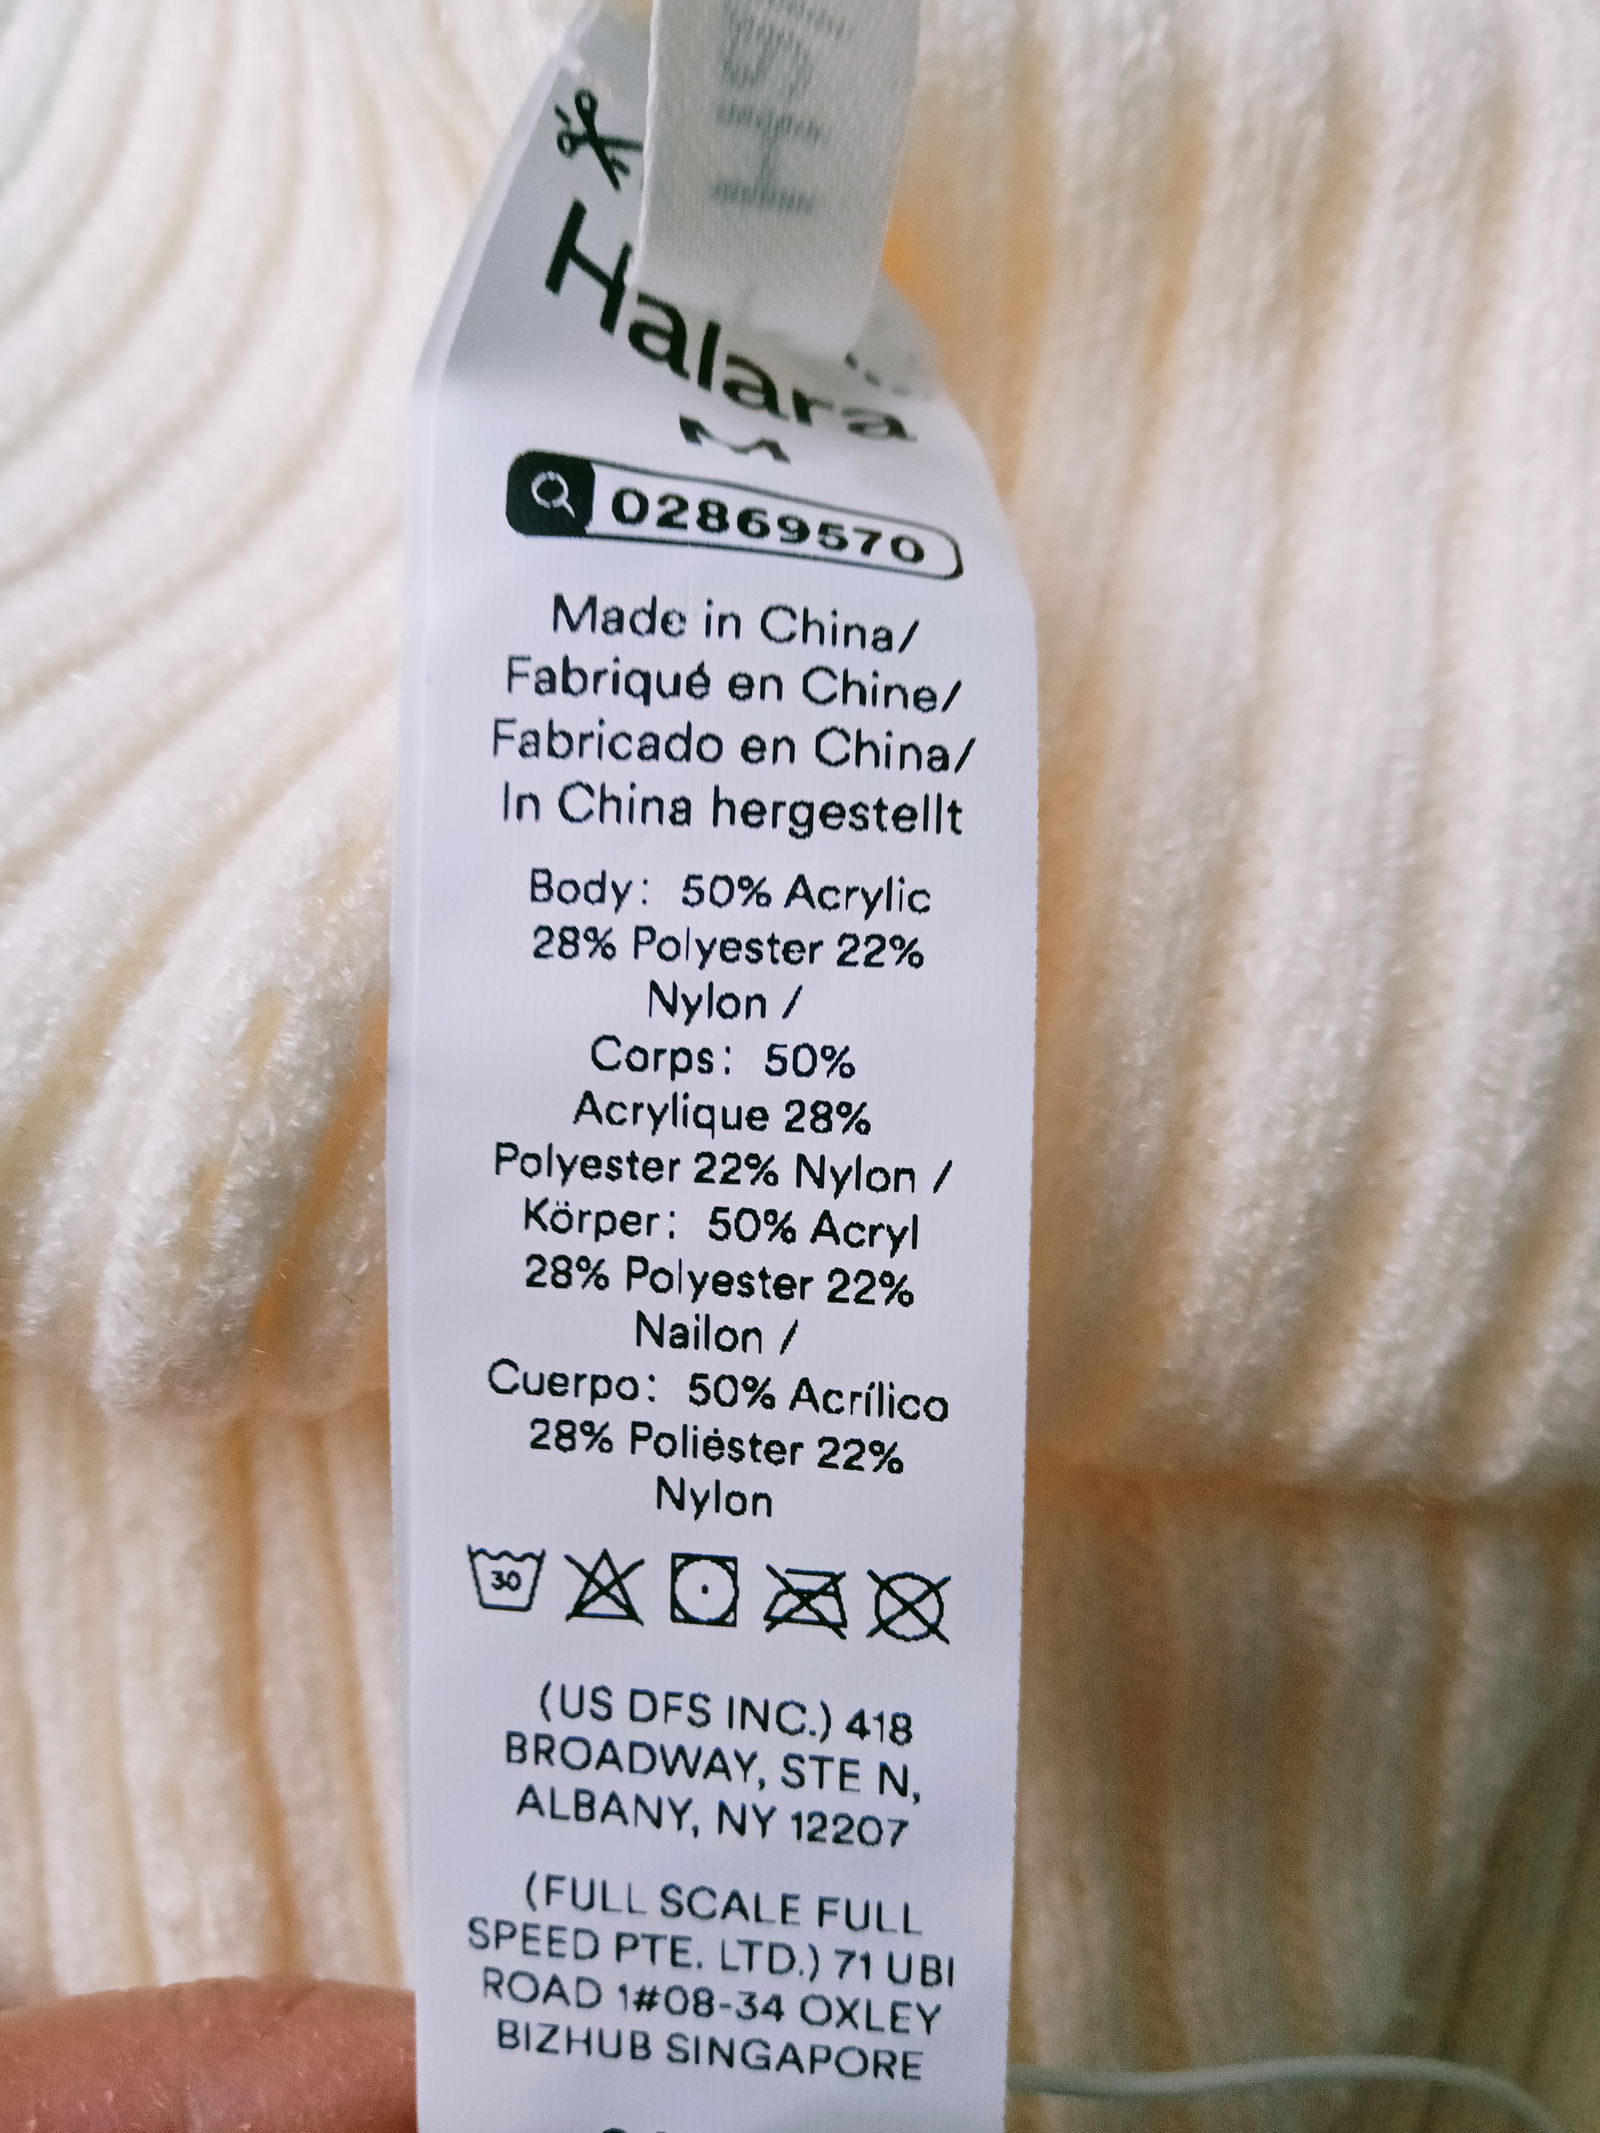 Halara
M
02869570
Made in China/
Fabriqué en Chine/
Fabricado en China/
In China hergestellt
Body: 50% Acrylic
28% Polyester 22%
Nylon /
Corps: 50%
Acrylique 28%
Polyester 22% Nylon /
Körper: 50% Acryl
28% Polyester 22%
Nailon /
Cuerpo: 50% Acrílico
28% Poliéster 22%
Nylon
30
(US DFS INC.) 418
BROADWAY, STE N,
ALBANY, NY 12207
(FULL SCALE FULL
SPEED PTE. LTD.) 71 UBI
ROAD 1#08-34 OXLEY
BIZHUB SINGAPORE